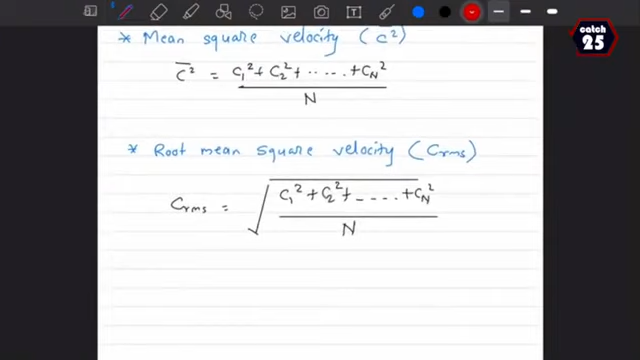 catch
25
* Mean square velocity (c̄²)
c̄² = c₁² + c₂² + ...... + c_N²
N
* Root mean square velocity (Crms)
Crms = √ c₁² + c₂² + _ .... + c_N²
N